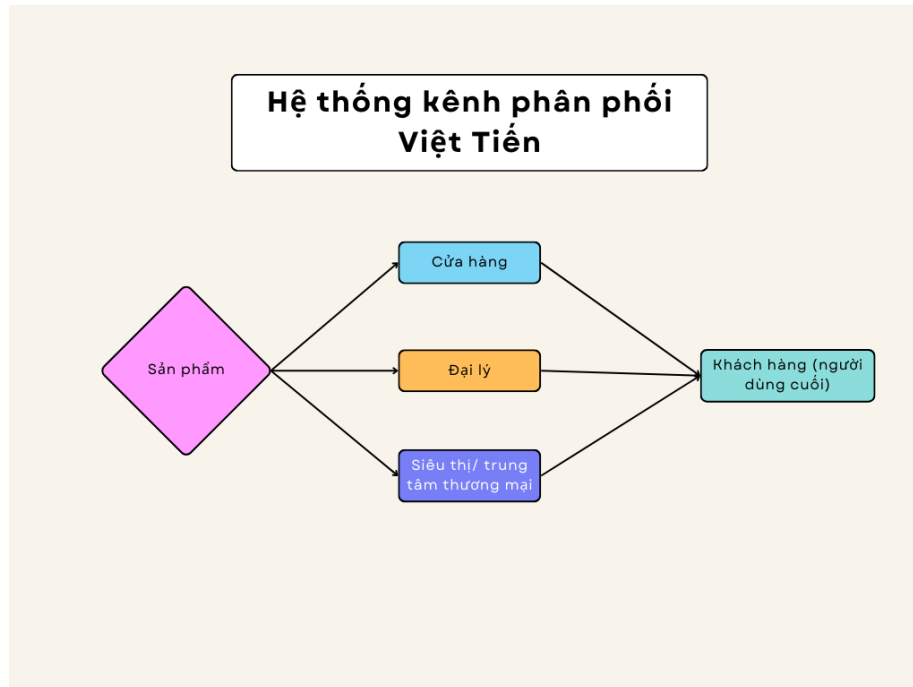 Hệ thống kênh phân phối
Việt Tiến
Cửa hàng
Sản phẩm
Đại lý
Khách hàng (người
dùng cuối)
Siêu thị/ trung
tâm thương mại